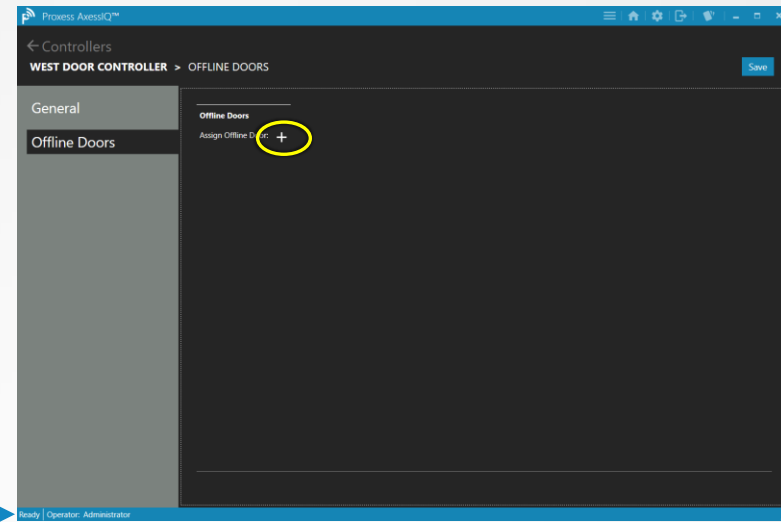 Proxess AxessIQ™
Controllers
WEST DOOR CONTROLLER > OFFLINE DOORS
Save
General
Offline Doors
Offline Doors
Assign Offline Door:
Ready Operator: Administrator